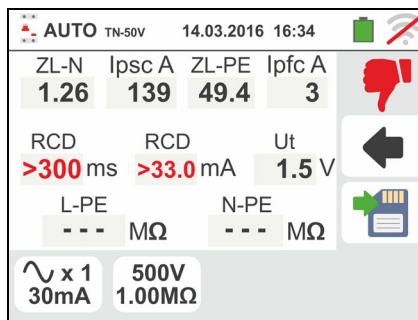 AUTO TN-50V 14.03.2016 16:34
ZL-N Ipsc A ZL-PE Ipfc A
1.26 139 49.4 3
RCD RCD Ut
>300 ms >33.0 mA 1.5 V
L-PE N-PE
- - - MΩ - - - MΩ
x 1 500V
30mA 1.00MΩ